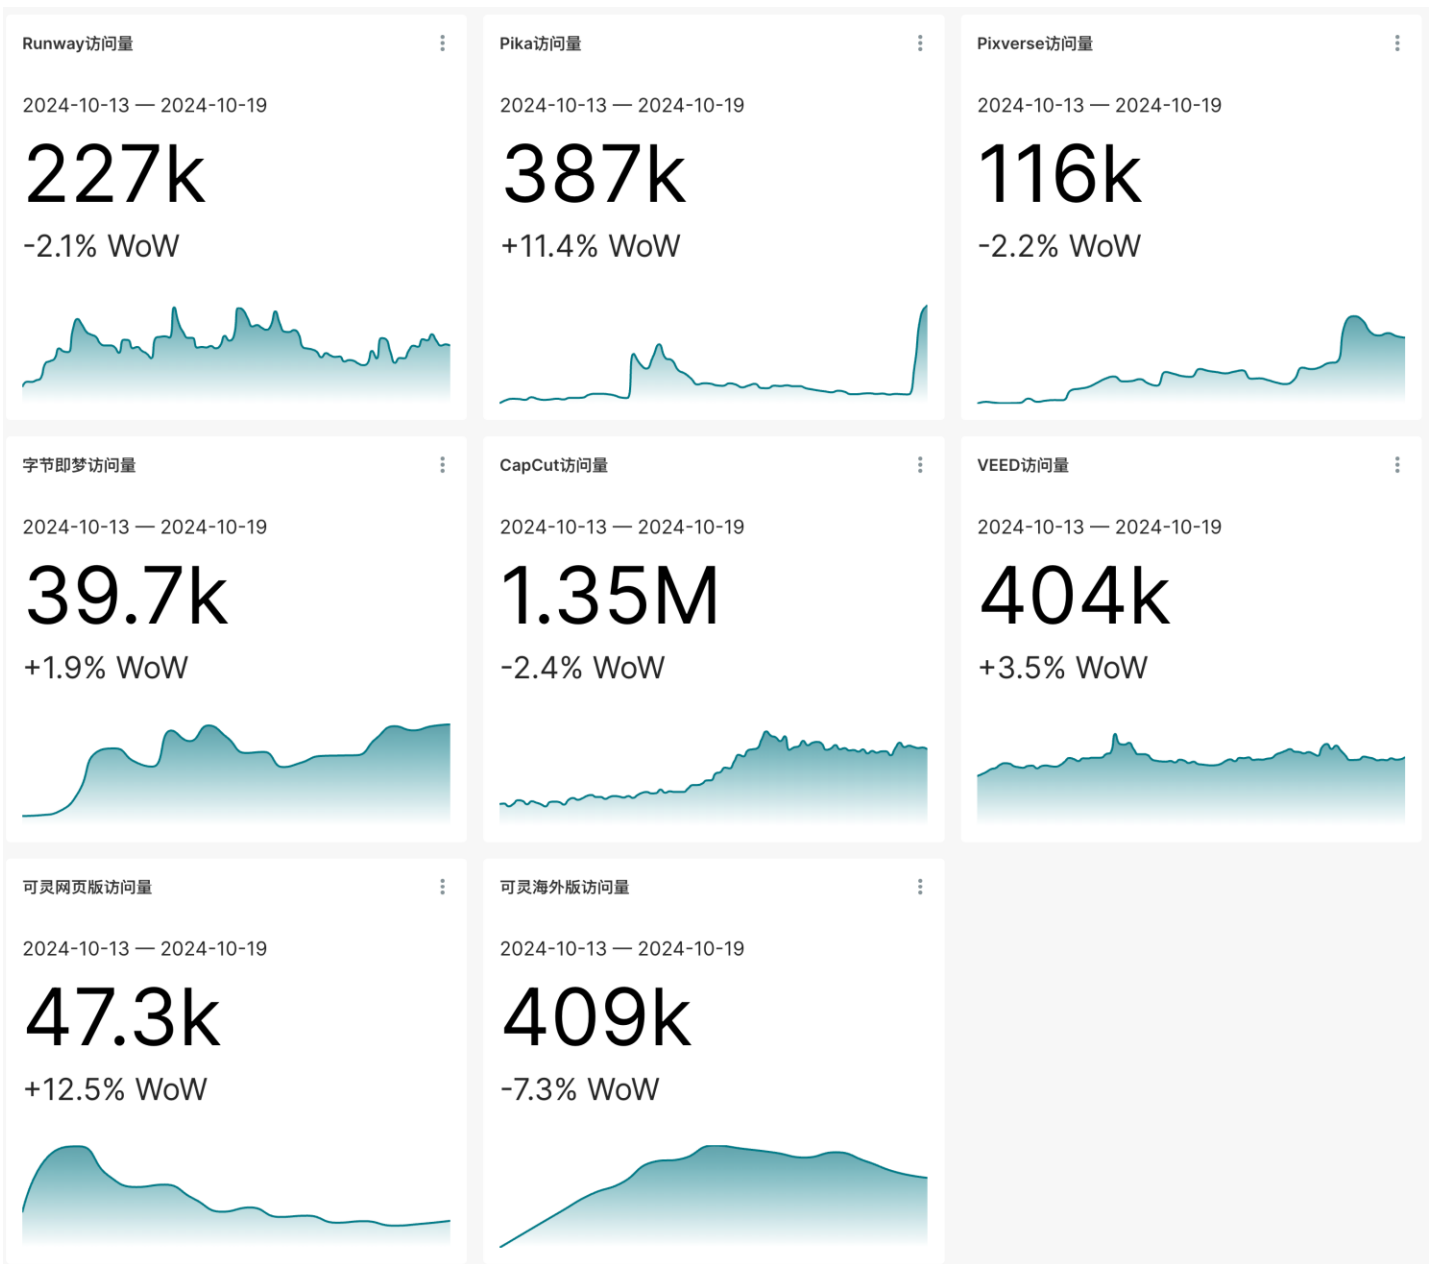 Runway访问量
2024-10-13 — 2024-10-19
227k
-2.1% WoW
Pika访问量
2024-10-13 — 2024-10-19
387k
+11.4% WoW
Pixverse访问量
2024-10-13 — 2024-10-19
116k
-2.2% WoW
字节即梦访问量
2024-10-13 — 2024-10-19
39.7k
+1.9% WoW
CapCut访问量
2024-10-13 — 2024-10-19
1.35M
-2.4% WoW
VEED访问量
2024-10-13 — 2024-10-19
404k
+3.5% WoW
可灵网页版访问量
2024-10-13 — 2024-10-19
47.3k
+12.5% WoW
可灵海外版访问量
2024-10-13 — 2024-10-19
409k
-7.3% WoW